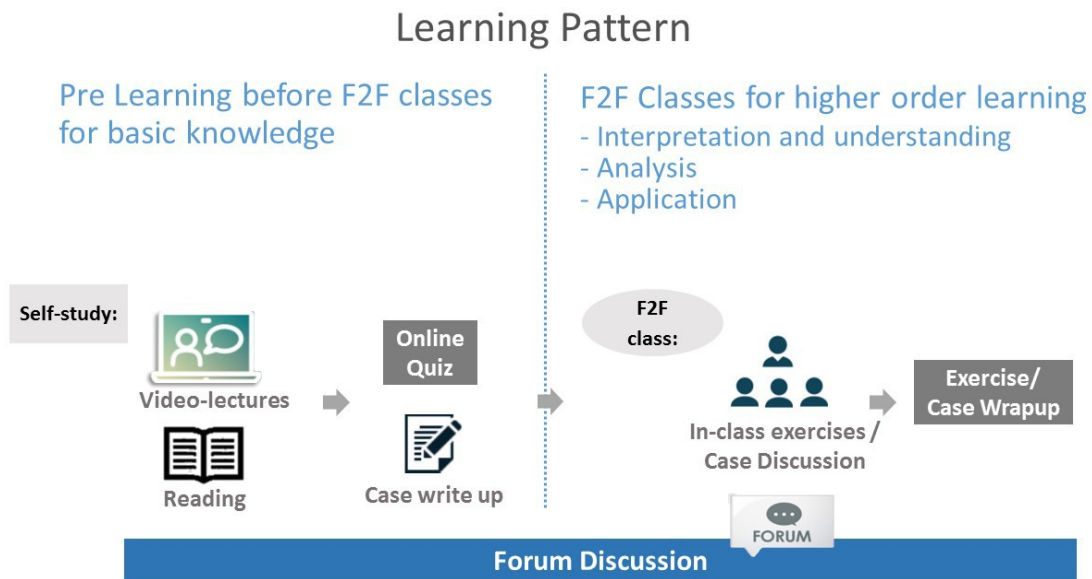 Learning Pattern
Pre Learning before F2F classes
for basic knowledge
F2F Classes for higher order learning
- Interpretation and understanding
- Analysis
- Application
Self-study:
Video-lectures
Reading
Online
Quiz
Case write up
F2F
class:
In-class exercises /
Case Discussion
Exercise/
Case Wrapup
FORUM
Forum Discussion